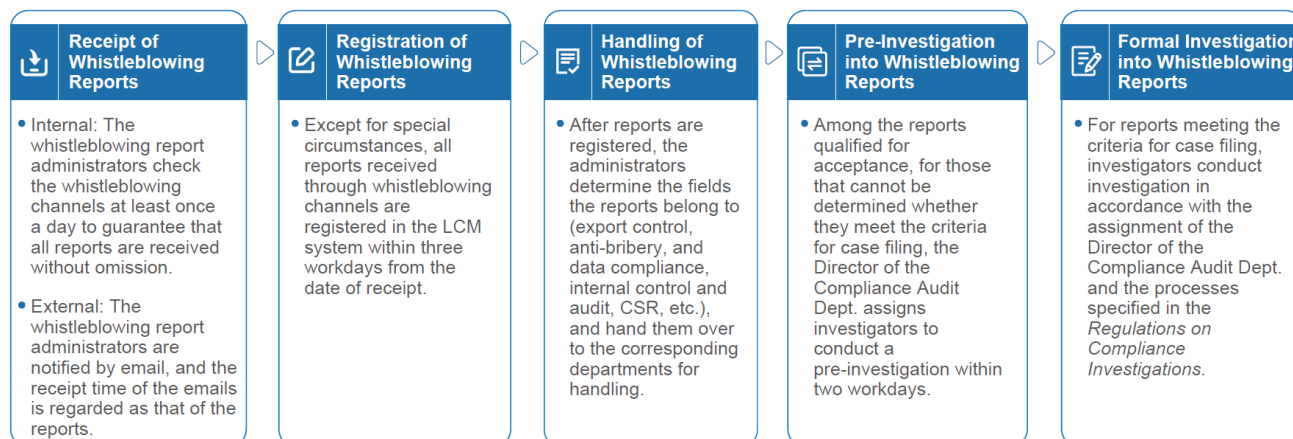 Receipt of
Whistleblowing
Reports
• Internal: The
whistleblowing report
administrators check
the whistleblowing
channels at least once
a day to guarantee that
all reports are received
without omission.
• External: The
whistleblowing report
administrators are
notified by email, and the
receipt time of the emails
is regarded as that of the
reports.
Registration of
Whistleblowing
Reports
• Except for special
circumstances, all
reports received
through whistleblowing
channels are
registered in the LCM
system within three
workdays from the
date of receipt.
Handling of
Whistleblowing
Reports
• After reports are
registered, the
administrators
determine the fields
the reports belong to
(export control,
anti-bribery, and
data compliance,
internal control and
audit, CSR, etc.),
and hand them over
to the corresponding
departments for
handling.
Pre-Investigation
into Whistleblowing
Reports
• Among the reports
qualified for
acceptance, for those
that cannot be
determined whether
they meet the criteria
for case filing, the
Director of the
Compliance Audit
Dept. assigns
investigators to
conduct a
pre-investigation within
two workdays.
Formal Investigation
into Whistleblowing
Reports
• For reports meeting the
criteria for case filing,
investigators conduct
investigation in
accordance with the
assignment of the
Director of the
Compliance Audit Dept.
and the processes
specified in the
Regulations on
Compliance
Investigations.